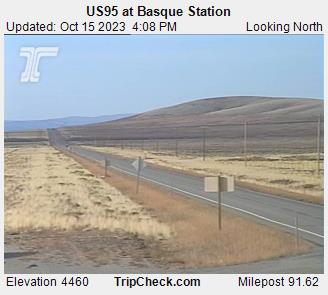 US95 at Basque Station
Updated: Oct 15 2023 4:08 PM Looking North
Elevation 4460 TripCheck.com Milepost 91.62